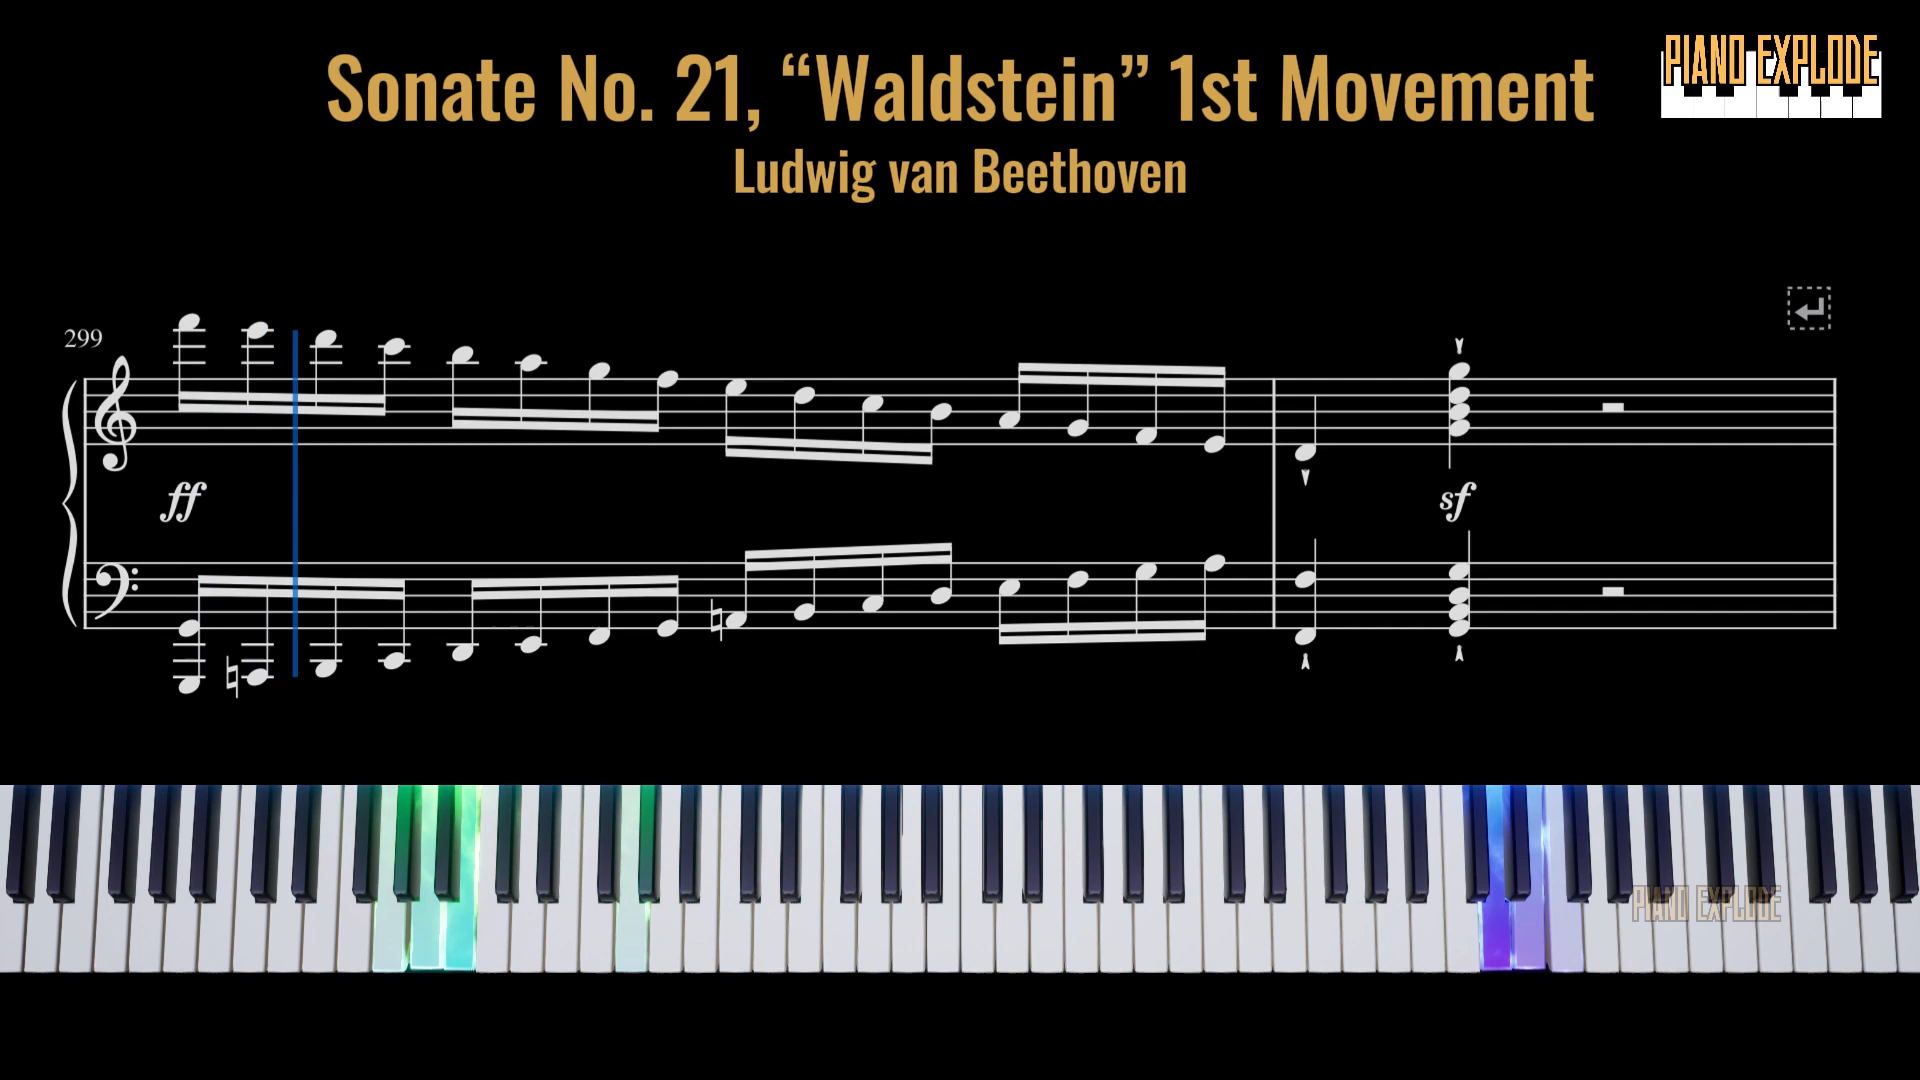 Sonate No. 21, “Waldstein” 1st Movement
PIANO EXPLODE
Ludwig van Beethoven
299
ff
sf
PIANO EXPLODE